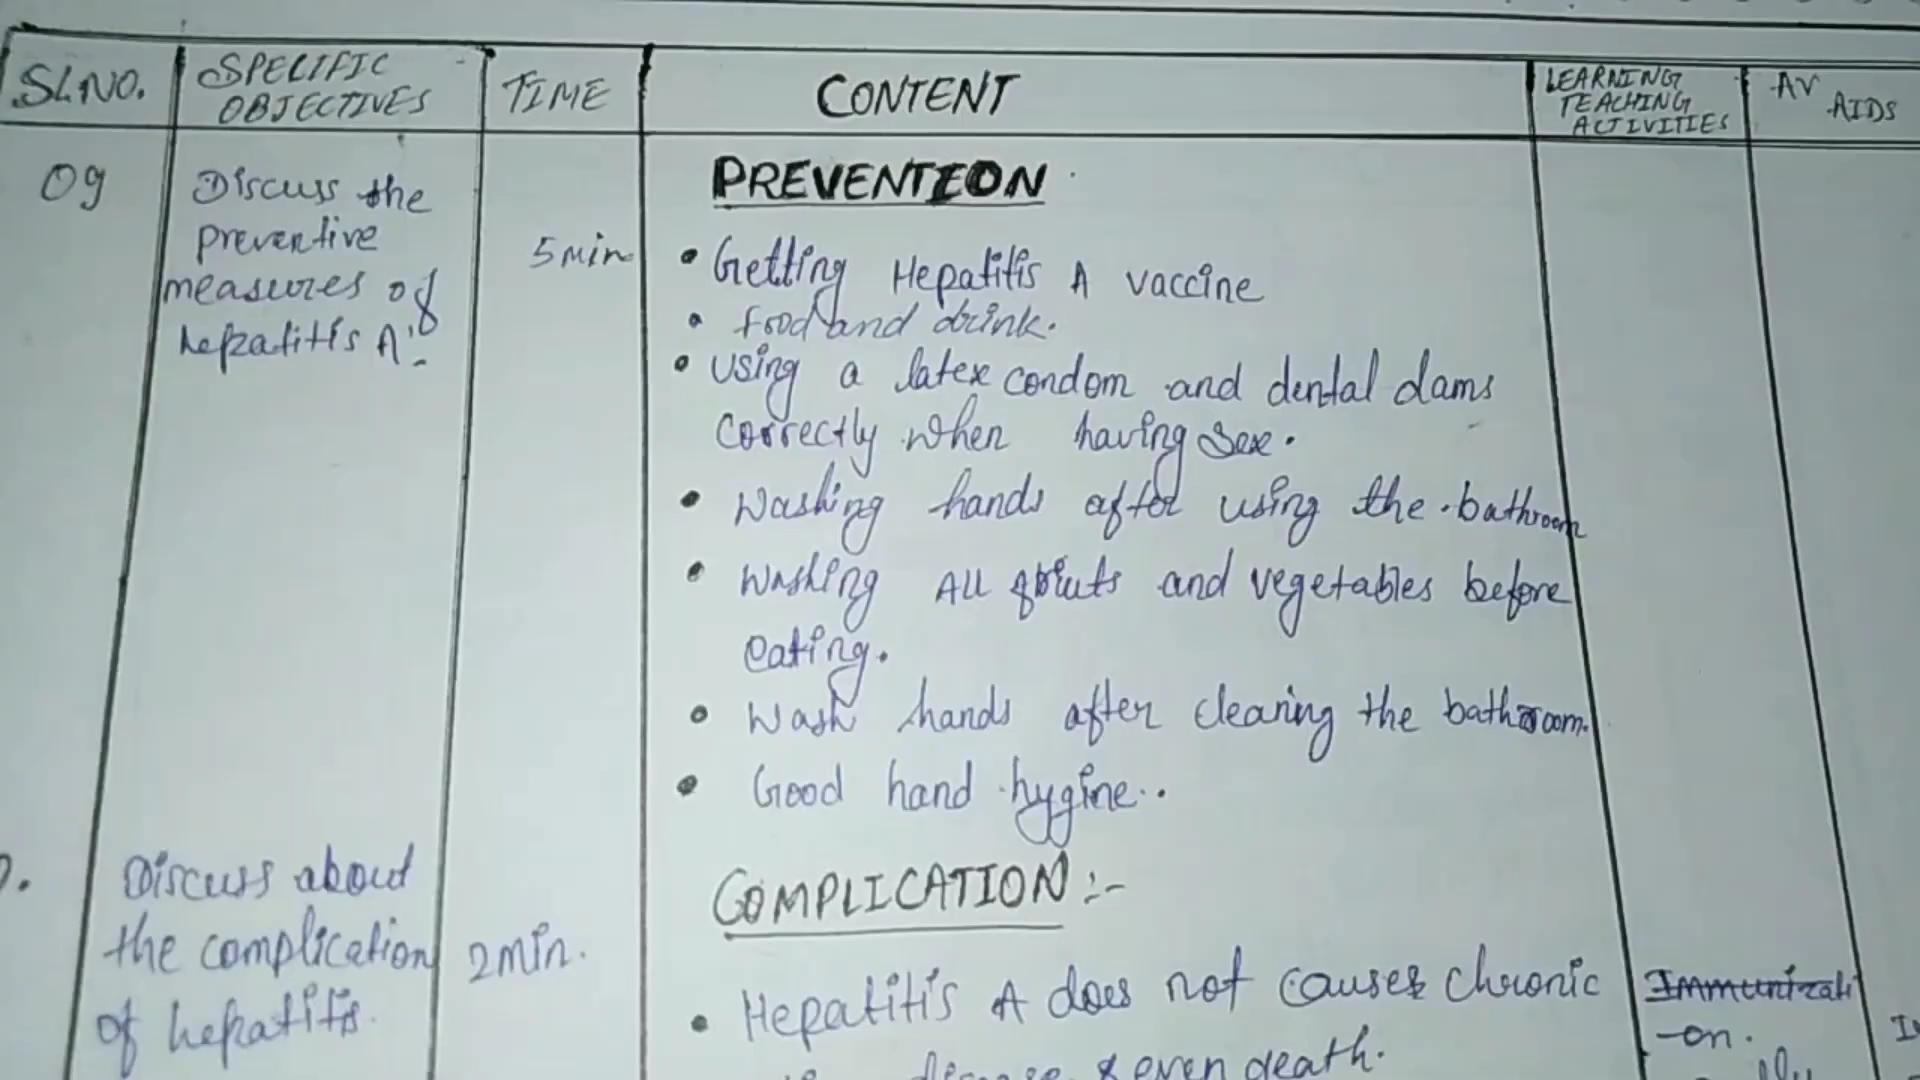 SL.NO. SPECIFIC OBJECTIVES TIME CONTENT LEARNING TEACHING ACTIVITIES AV AIDS
09
Discuss the
preventive
measures of
hepatitis A.
5 min
PREVENTION
• Getting Hepatitis A vaccine
• food and drink.
• using a latex condom and dental dams
correctly when having sex.
• Washing hands after using the bathroom
• Washing All fruits and vegetables before
eating.
• Wash hands after cleaning the bathroom.
• Good hand hygine..
Discuss about
the complication
of hepatitis.
2 min.
COMPLICATION :-
• Hepatitis A does not causes chronic
disease & even death.
Immunizati
-on.